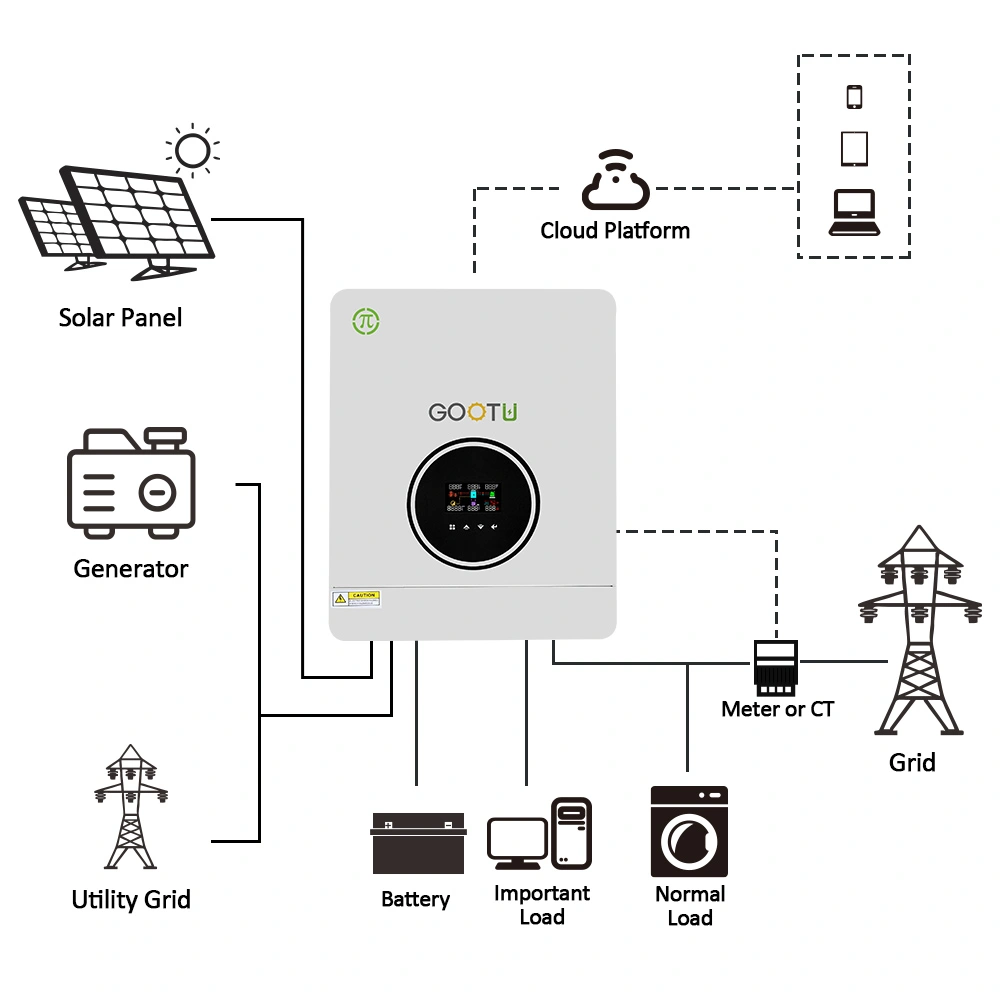 Cloud Platform
Solar Panel
π
GOOTU
Generator
CAUTION
Meter or CT
Grid
Utility Grid
Battery
Important
Load
Normal
Load